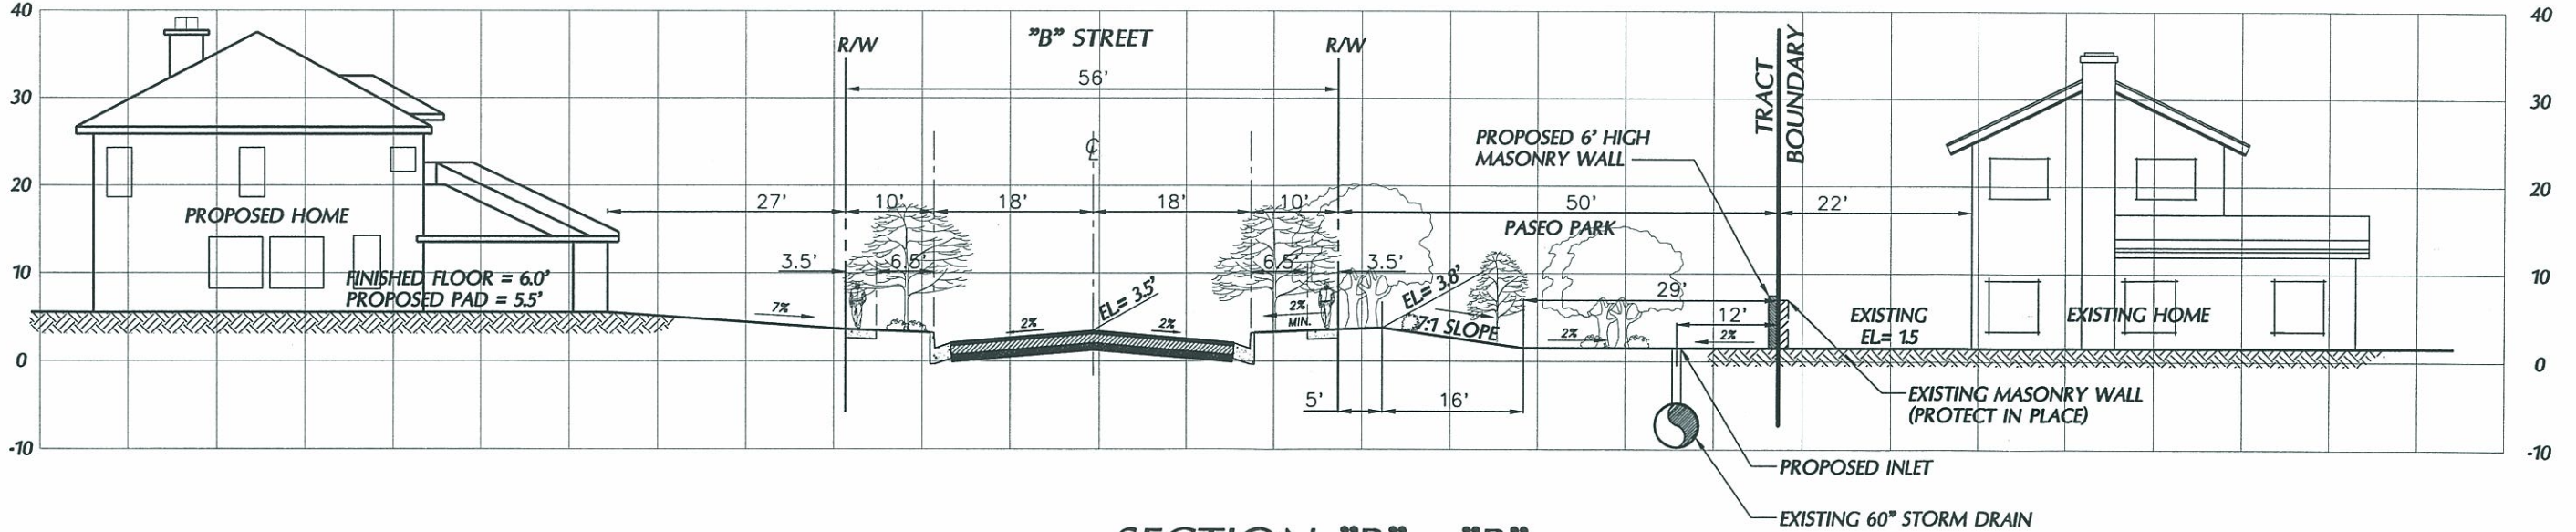 40
40
"B" STREET
R/W
R/W
56'
TRACT
BOUNDARY
30
30
PROPOSED 6' HIGH
MASONRY WALL
℄
20
20
27'
10'
18'
18'
10'
50'
22'
PROPOSED HOME
PASEO PARK
10
10
3.5'
6.5'
6.5'
3.5'
FINISHED FLOOR = 6.0'
PROPOSED PAD = 5.5'
EL= 3.5'
EL= 3.8'
29'
7%
2%
2%
2%
MIN.
7:1 SLOPE
2%
12'
2%
EXISTING
EL= 1.5
EXISTING HOME
0
0
5'
16'
EXISTING MASONRY WALL
(PROTECT IN PLACE)
-10
-10
PROPOSED INLET
EXISTING 60" STORM DRAIN
SECTION "B" - "B"